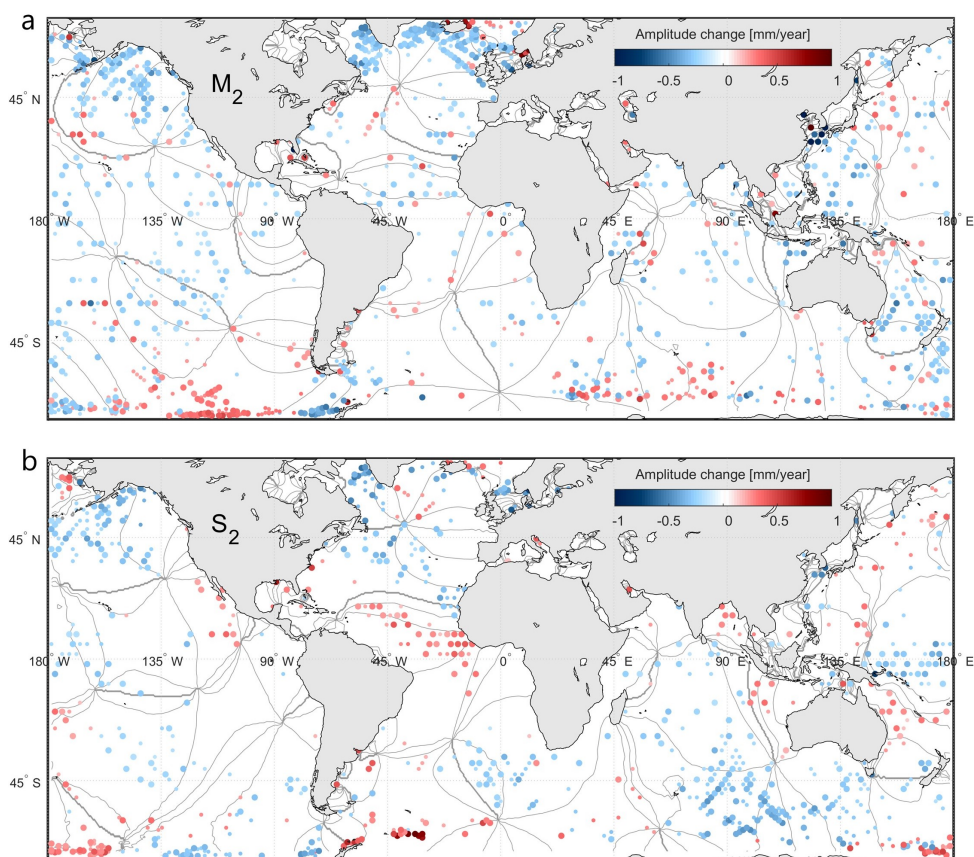 a
Amplitude change [mm/year]
-1 -0.5 0 0.5 1
M2
45° N
180° W 135° W 90° W 45° W 0° 45° E 90° E 135° E 180° E
45° S
b
Amplitude change [mm/year]
-1 -0.5 0 0.5 1
S2
45° N
180° W 135° W 90° W 45° W 0° 45° E 90° E 135° E 180° E
45° S